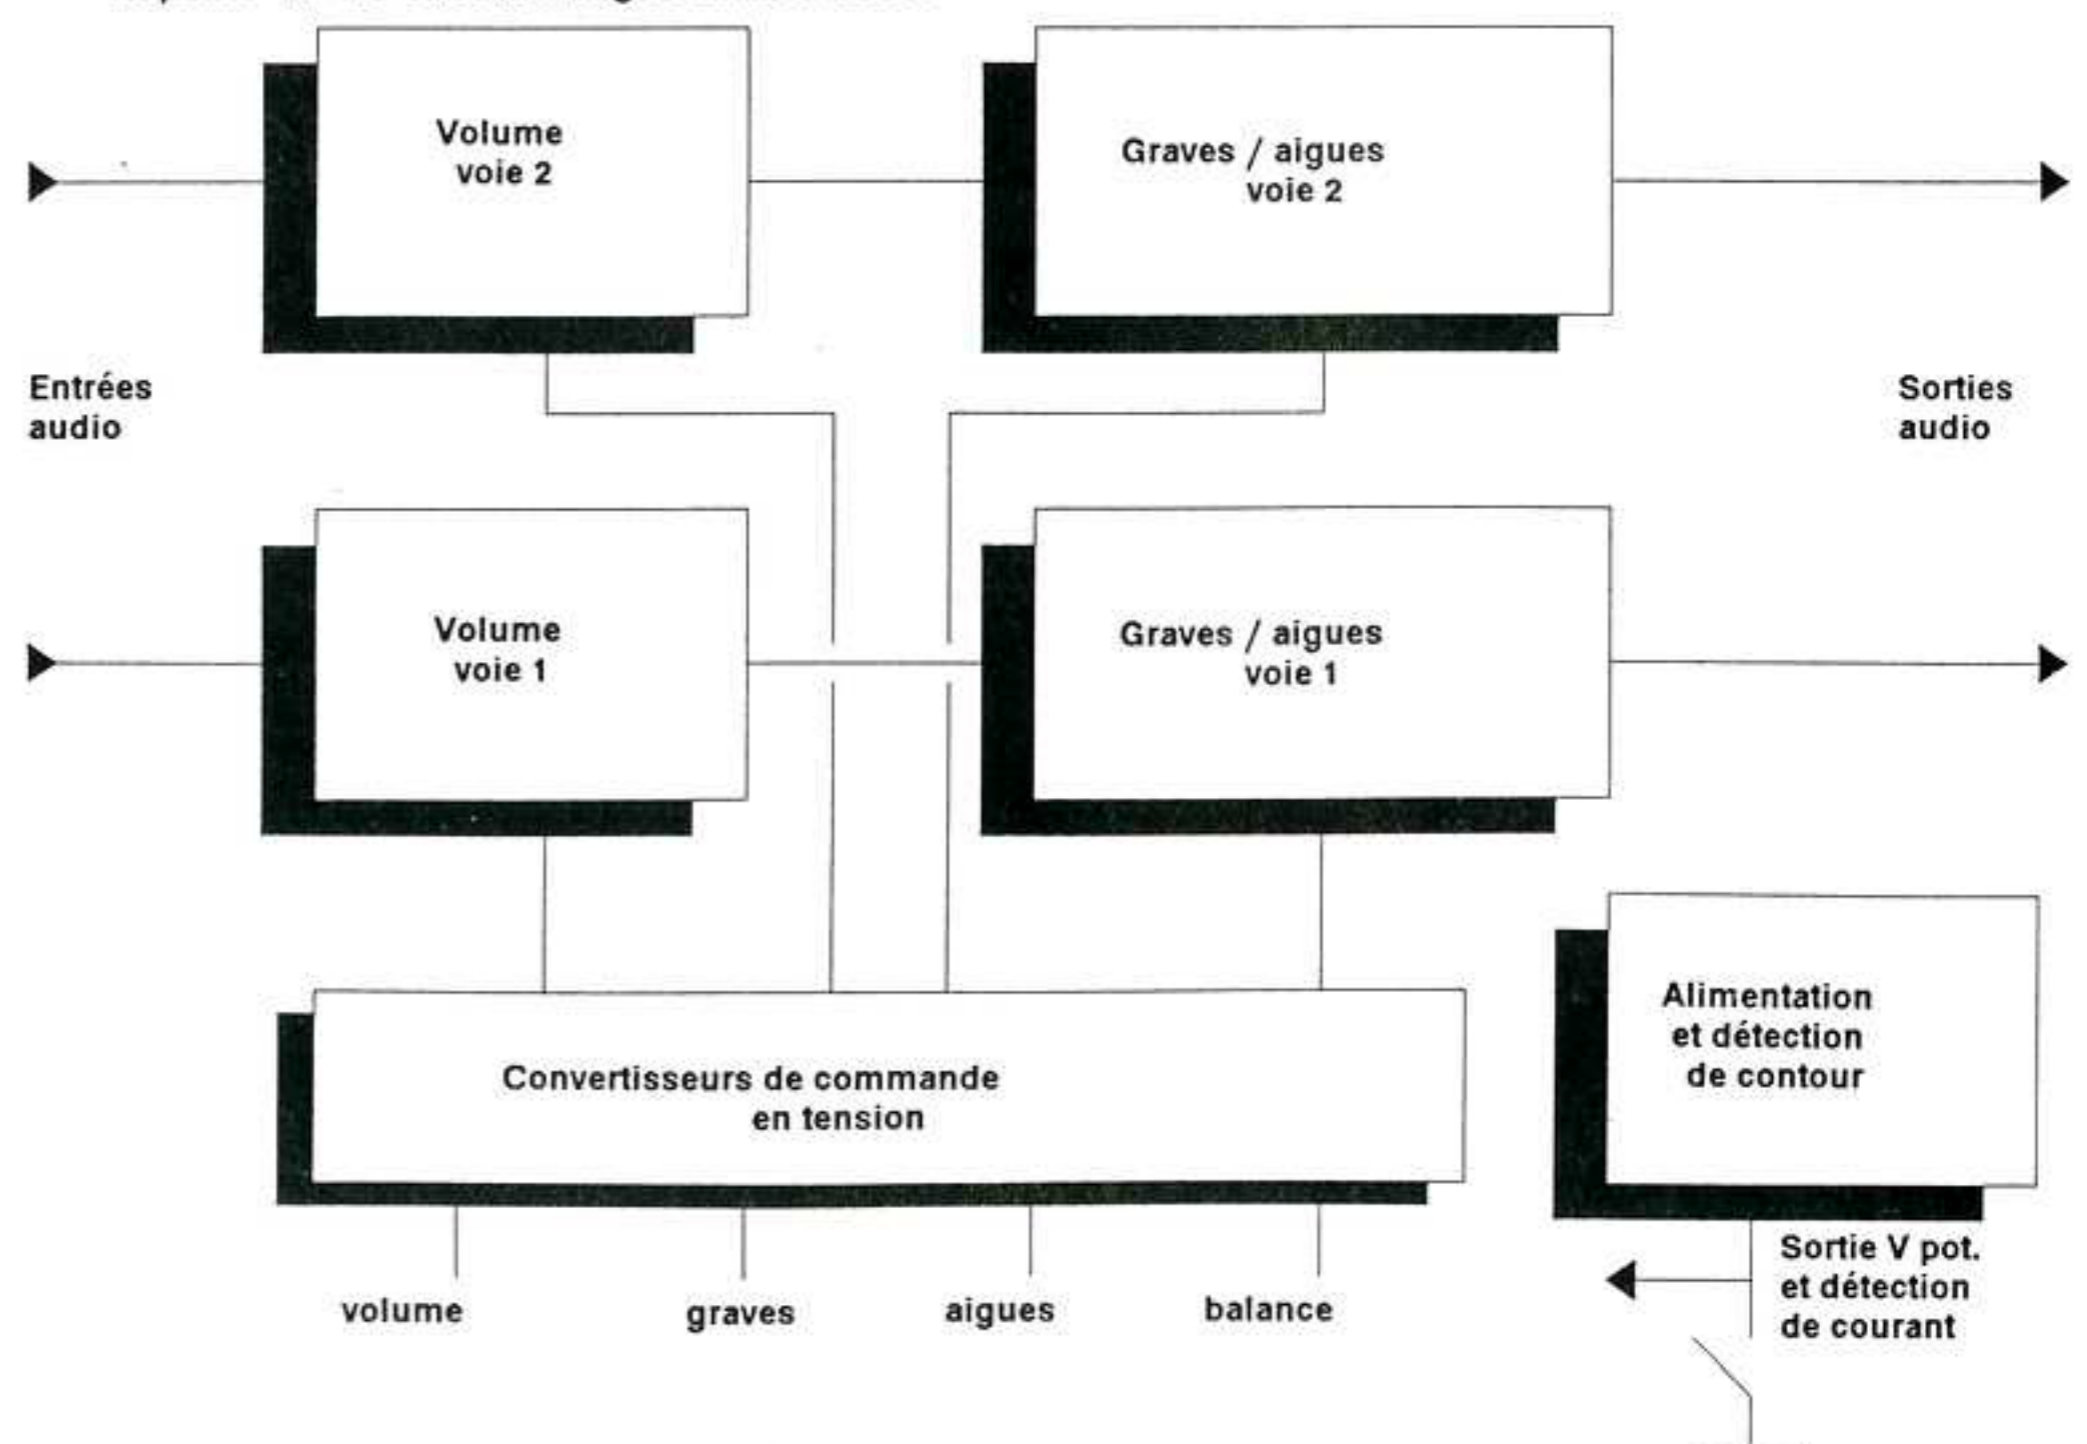 Volume
voie 2
Graves / aigues
voie 2
Entrées
audio
Sorties
audio
Volume
voie 1
Graves / aigues
voie 1
Alimentation
et détection
de contour
Convertisseurs de commande
en tension
Sortie V pot.
et détection
de courant
volume
graves
aigues
balance